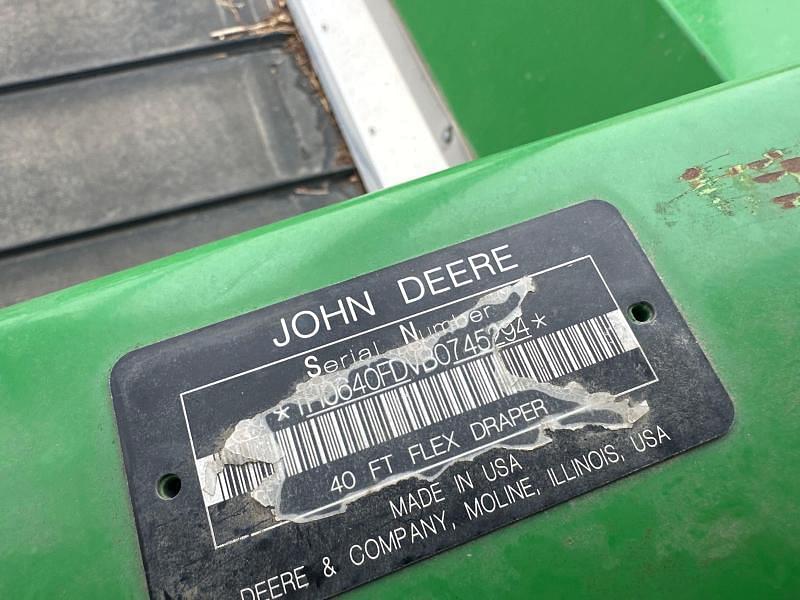 JOHN DEERE
Serial Number
*1H0640FDVB0745294*
40 FT FLEX DRAPER
MADE IN USA
DEERE & COMPANY, MOLINE, ILLINOIS, USA